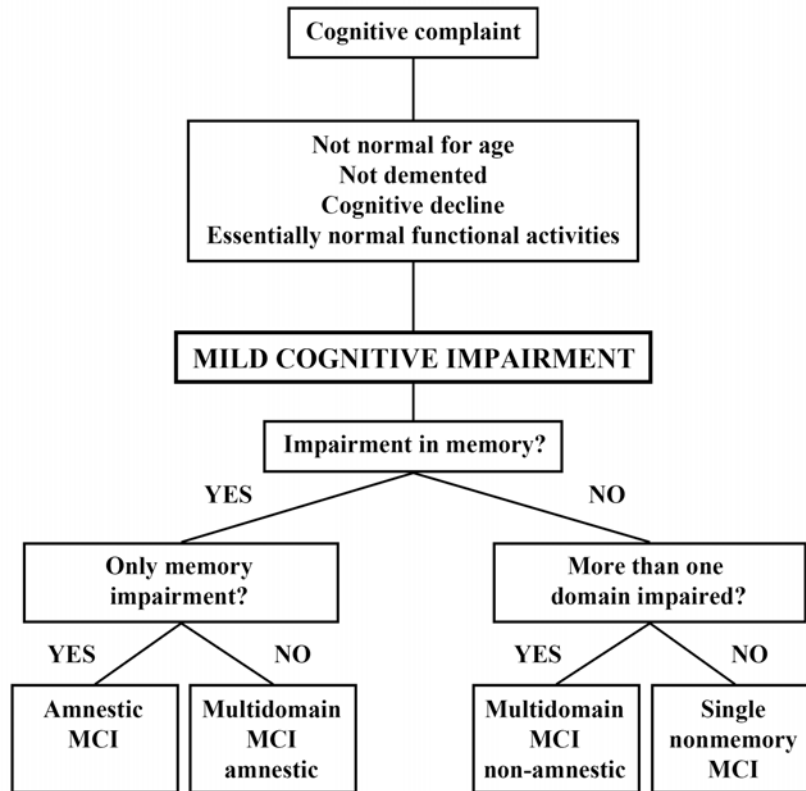 Cognitive complaint
Not normal for age
Not demented
Cognitive decline
Essentially normal functional activities
MILD COGNITIVE IMPAIRMENT
Impairment in memory?
YES
NO
Only memory
impairment?
More than one
domain impaired?
YES
NO
YES
NO
Amnestic
MCI
Multidomain
MCI
amnestic
Multidomain
MCI
non-amnestic
Single
nonmemory
MCI